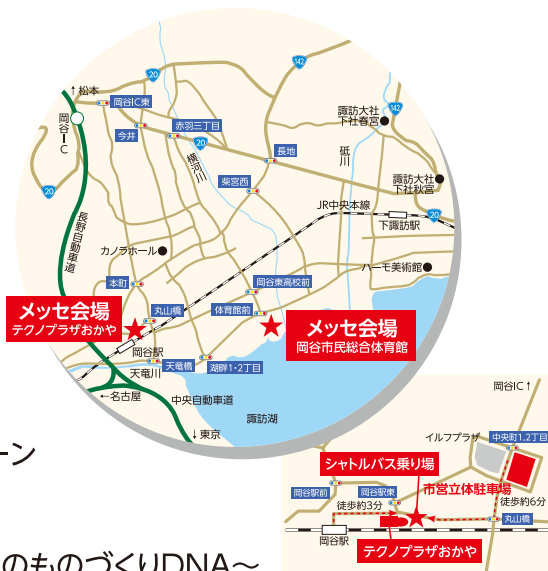 142
20
↑松本
岡谷IC東
諏訪大社
下社春宮
142
岡谷IC
今井
赤羽三丁目
20
横河川
長地
砥川
柴宮西
諏訪大社
下社秋宮
20
JR中央本線
20
下諏訪駅
長野自動車道
カノラホール
ハーモ美術館
本町
岡谷東高校前
メッセ会場
テクノプラザおかや
丸山橋
体育館前
メッセ会場
岡谷市民総合体育館
岡谷駅
天竜川
天竜橋
湖畔1・2丁目
←名古屋
中央自動車道
諏訪湖
↓東京
ーン
岡谷IC↑
イルフプラザ
中央町1,2丁目
シャトルバス乗り場
市営立体駐車場
岡谷駅前
岡谷駅東
徒歩約3分
徒歩約6分
丸山橋
岡谷駅
テクノプラザおかや
のものづくりDNA～